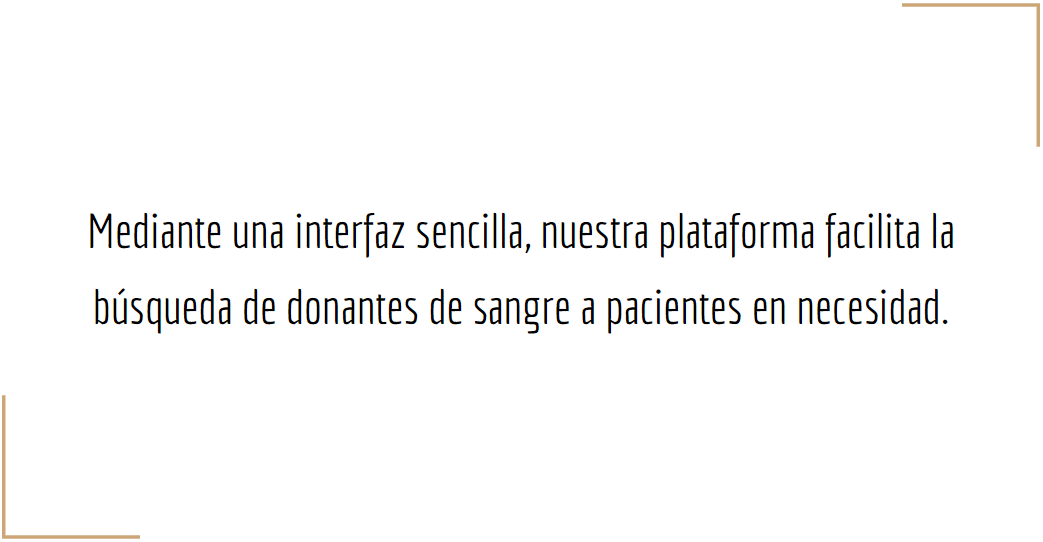 Mediante una interfaz sencilla, nuestra plataforma facilita la
búsqueda de donantes de sangre a pacientes en necesidad.